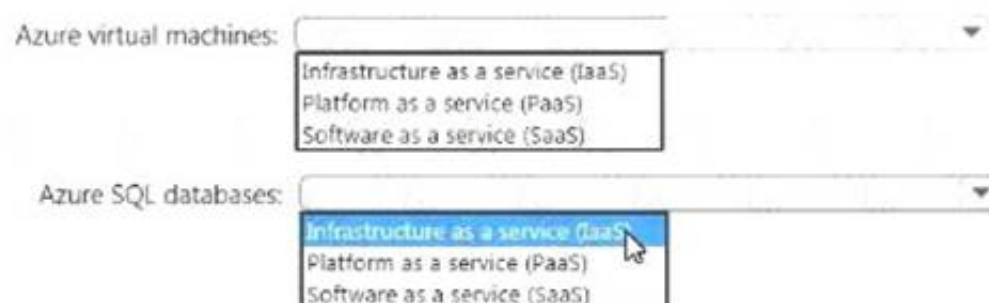 Azure virtual machines:
Infrastructure as a service (IaaS)
Platform as a service (PaaS)
Software as a service (SaaS)
Azure SQL databases:
Infrastructure as a service (IaaS)
Platform as a service (PaaS)
Software as a service (SaaS)